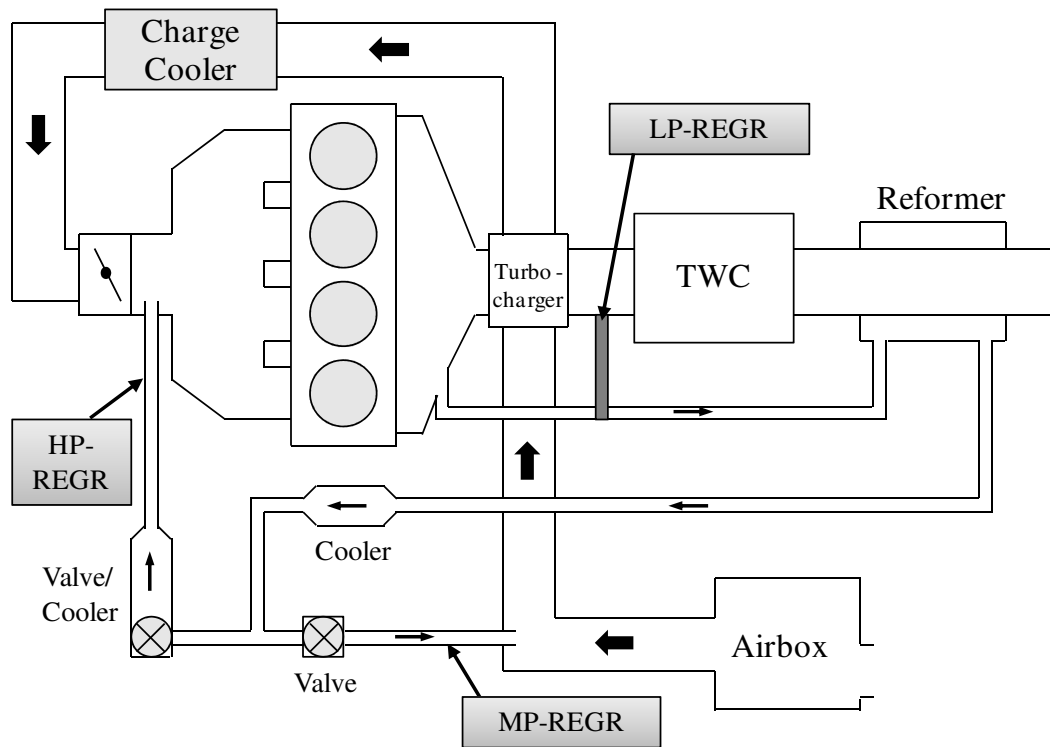 Charge
Cooler
LP-REGR
Reformer
Turbo -
charger
TWC
HP-
REGR
Cooler
Valve/
Cooler
Valve
Airbox
MP-REGR